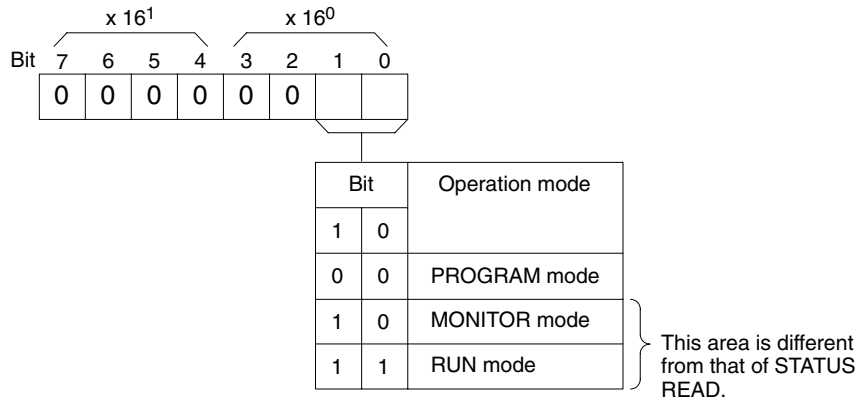 x 16¹ x 16⁰
Bit 7 6 5 4 3 2 1 0
0 0 0 0 0 0
Bit Operation mode
1 0
0 0 PROGRAM mode
1 0 MONITOR mode
1 1 RUN mode
This area is different
from that of STATUS
READ.